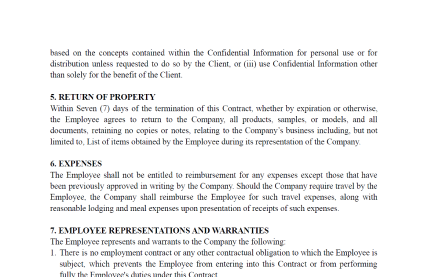 based on the concepts contained within the Confidential Information for personal use or for
distribution unless requested to do so by the Client, or (iii) use Confidential Information other
than solely for the benefit of the Client.
5. RETURN OF PROPERTY
Within Seven (7) days of the termination of this Contract, whether by expiration or otherwise,
the Employee agrees to return to the Company, all products, samples, or models, and all
documents, retaining no copies or notes, relating to the Company's business including, but not
limited to, List of items obtained by the Employee during its representation of the Company.
6. EXPENSES
The Employee shall not be entitled to reimbursement for any expenses except those that have
been previously approved in writing by the Company. Should the Company require travel by the
Employee, the Company shall reimburse the Employee for such travel expenses, along with
reasonable lodging and meal expenses upon presentation of receipts of such expenses.
7. EMPLOYEE REPRESENTATIONS AND WARRANTIES
The Employee represents and warrants to the Company the following:
1. There is no employment contract or any other contractual obligation to which the Employee is
subject, which prevents the Employee from entering into this Contract or from performing
fully the Employee's duties under this Contract.